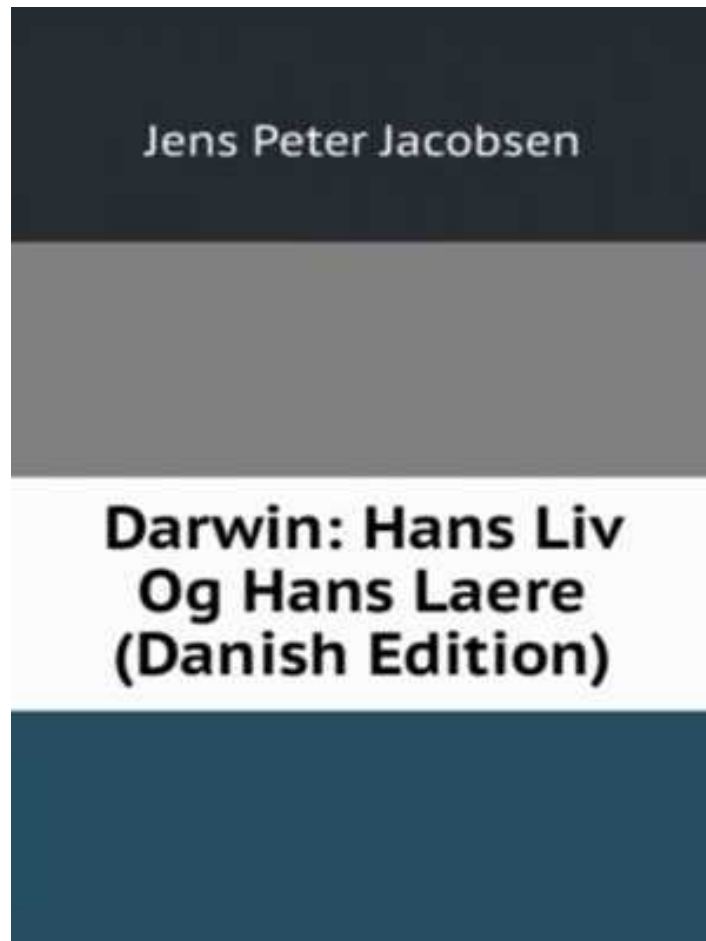 Jens Peter Jacobsen
Darwin: Hans Liv
Og Hans Laere
(Danish Edition)